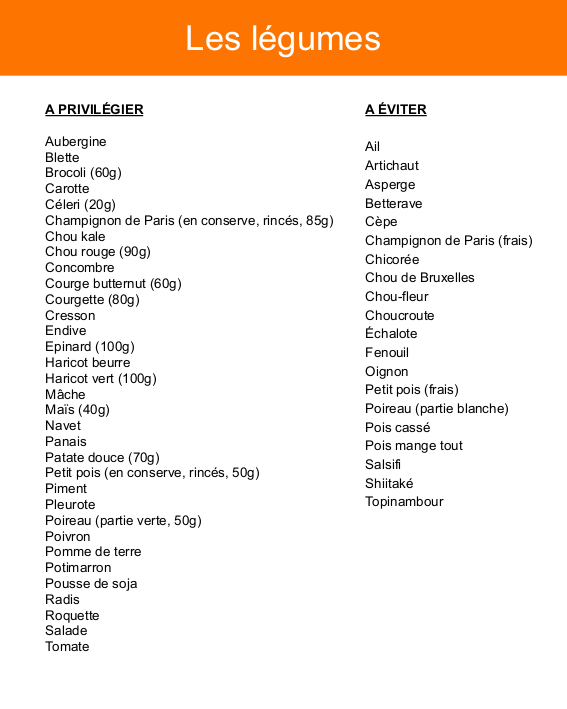 Les légumes
A PRIVILÉGIER
Aubergine
Blette
Brocoli (60g)
Carotte
Céleri (20g)
Champignon de Paris (en conserve, rincés, 85g)
Chou kale
Chou rouge (90g)
Concombre
Courge butternut (60g)
Courgette (80g)
Cresson
Endive
Epinard (100g)
Haricot beurre
Haricot vert (100g)
Mâche
Maïs (40g)
Navet
Panais
Patate douce (70g)
Petit pois (en conserve, rincés, 50g)
Piment
Pleurote
Poireau (partie verte, 50g)
Poivron
Pomme de terre
Potimarron
Pousse de soja
Radis
Roquette
Salade
Tomate
A ÉVITER
Ail
Artichaut
Asperge
Betterave
Cèpe
Champignon de Paris (frais)
Chicorée
Chou de Bruxelles
Chou-fleur
Choucroute
Échalote
Fenouil
Oignon
Petit pois (frais)
Poireau (partie blanche)
Pois cassé
Pois mange tout
Salsifi
Shiitaké
Topinambour